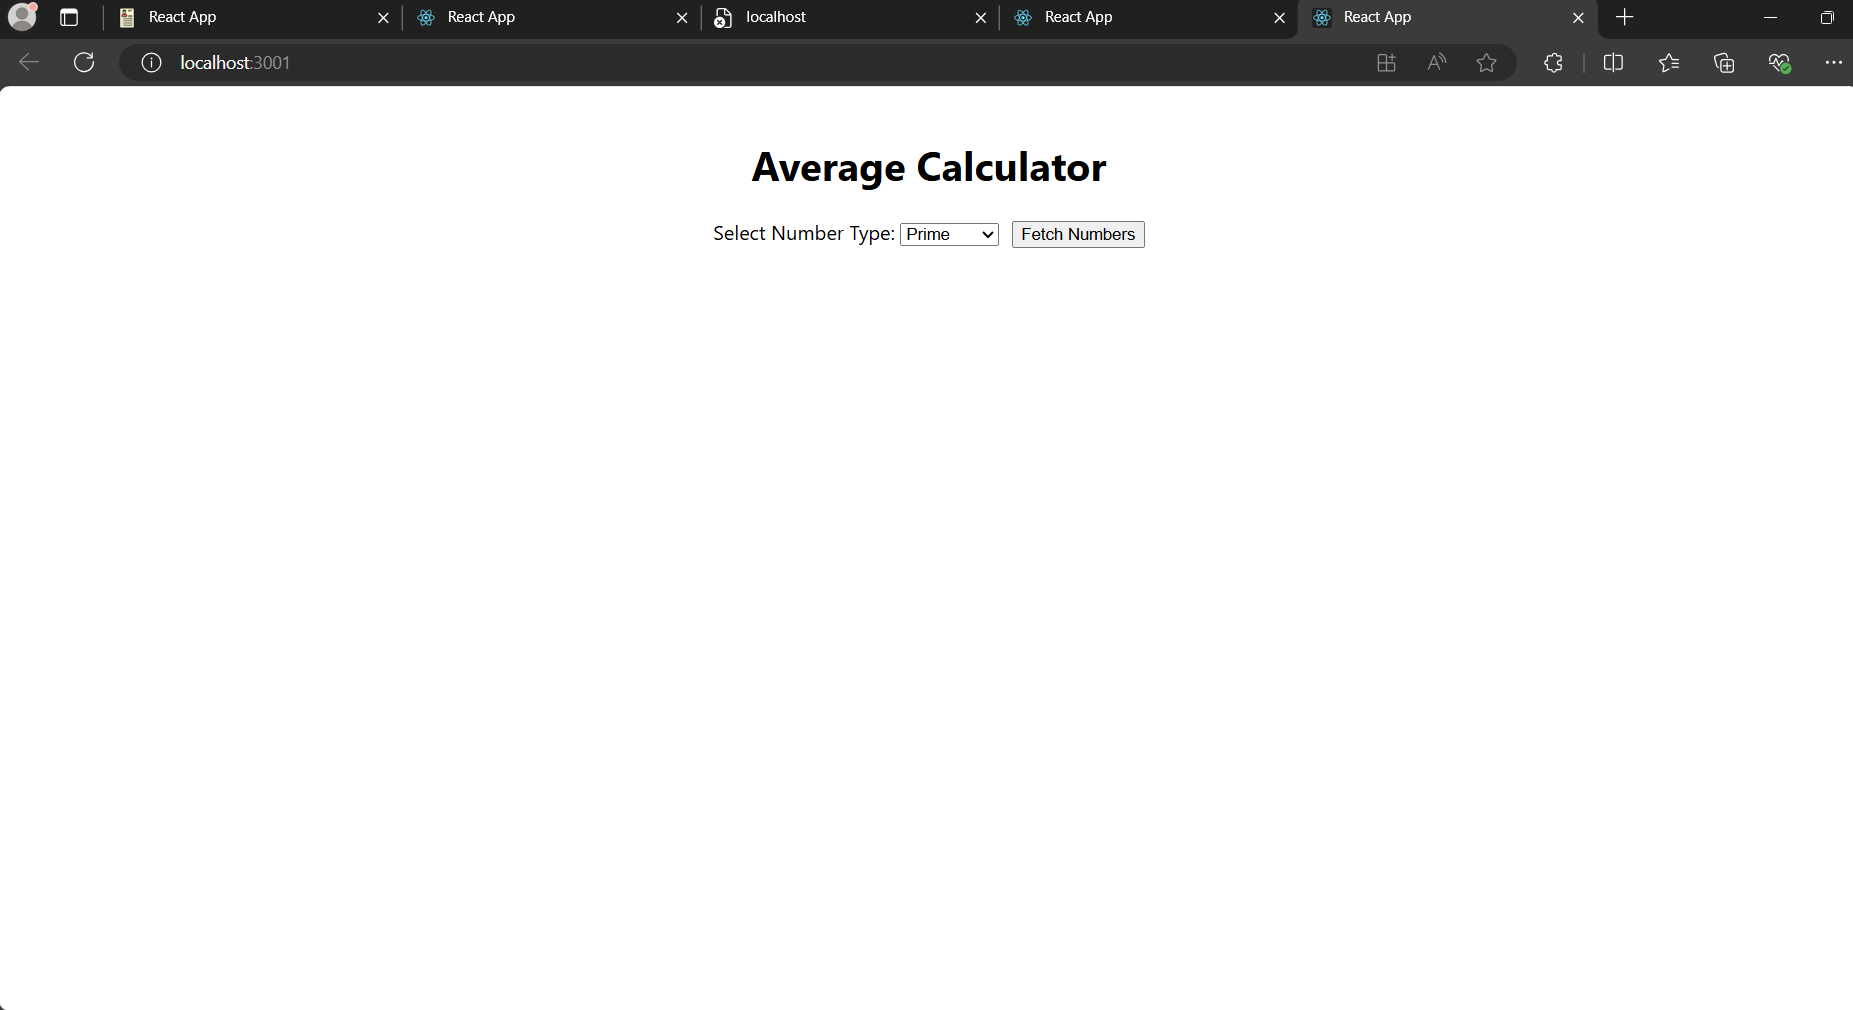 React App
React App
localhost
React App
React App
localhost:3001
Average Calculator
Select Number Type: Prime Fetch Numbers